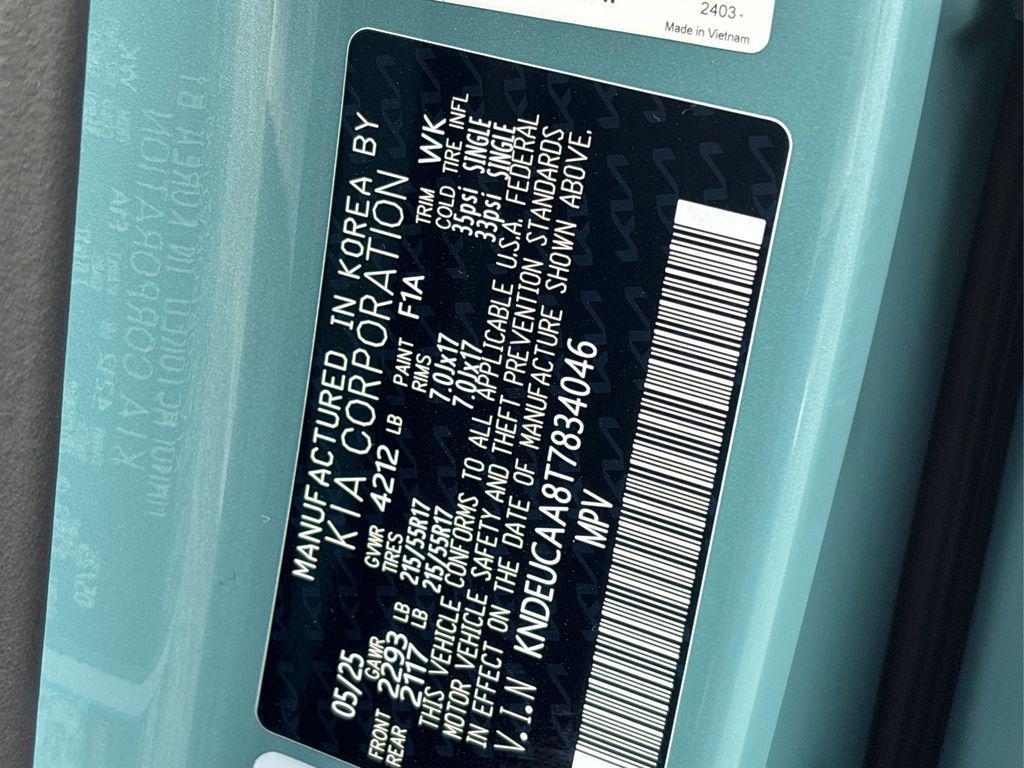 2403 -
Made in Vietnam
MANUFACTURED IN KOREA BY
KIA CORPORATION
05/25 GVWR 4212 LB PAINT F1A TRIM WK
GAWR TIRES RIMS COLD TIRE INFL
FRONT 2293 LB 215/55R17 7.0Jx17 35psi SINGLE
REAR 2117 LB 215/55R17 7.0Jx17 33psi SINGLE
THIS VEHICLE CONFORMS TO ALL APPLICABLE U.S.A. FEDERAL
MOTOR VEHICLE SAFETY AND THEFT PREVENTION STANDARDS
IN EFFECT ON THE DATE OF MANUFACTURE SHOWN ABOVE.
V.I.N KNDEUCAA8T7834046
MPV